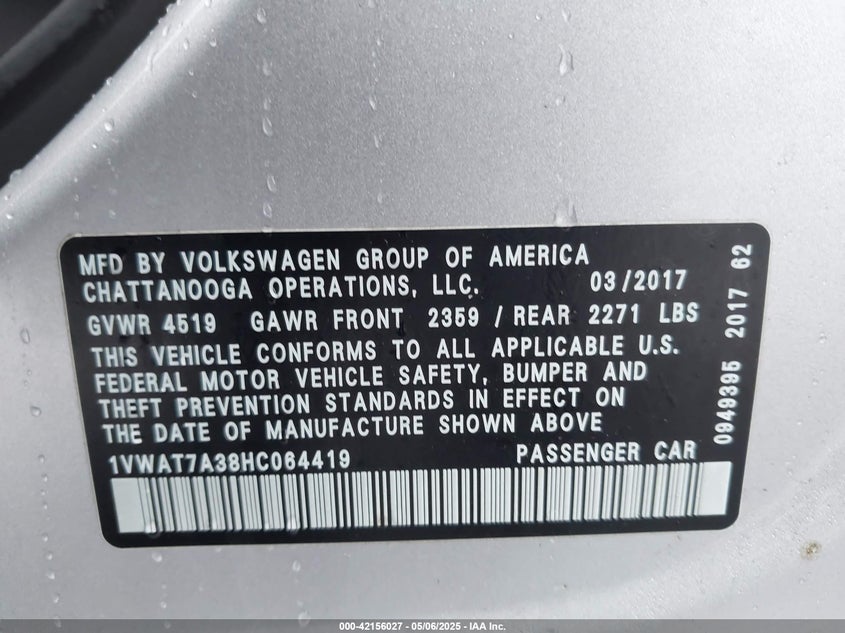 MFD BY VOLKSWAGEN GROUP OF AMERICA
CHATTANOOGA OPERATIONS, LLC. 03/2017
GVWR 4519 GAWR FRONT 2359 / REAR 2271 LBS
THIS VEHICLE CONFORMS TO ALL APPLICABLE U.S.
FEDERAL MOTOR VEHICLE SAFETY, BUMPER AND
THEFT PREVENTION STANDARDS IN EFFECT ON
THE DATE OF MANUFACTURE SHOWN ABOVE
1VWAT7A38HC064419 PASSENGER CAR
0949395 2017 62
000-42156027 - 05/06/2025 - IAA Inc.